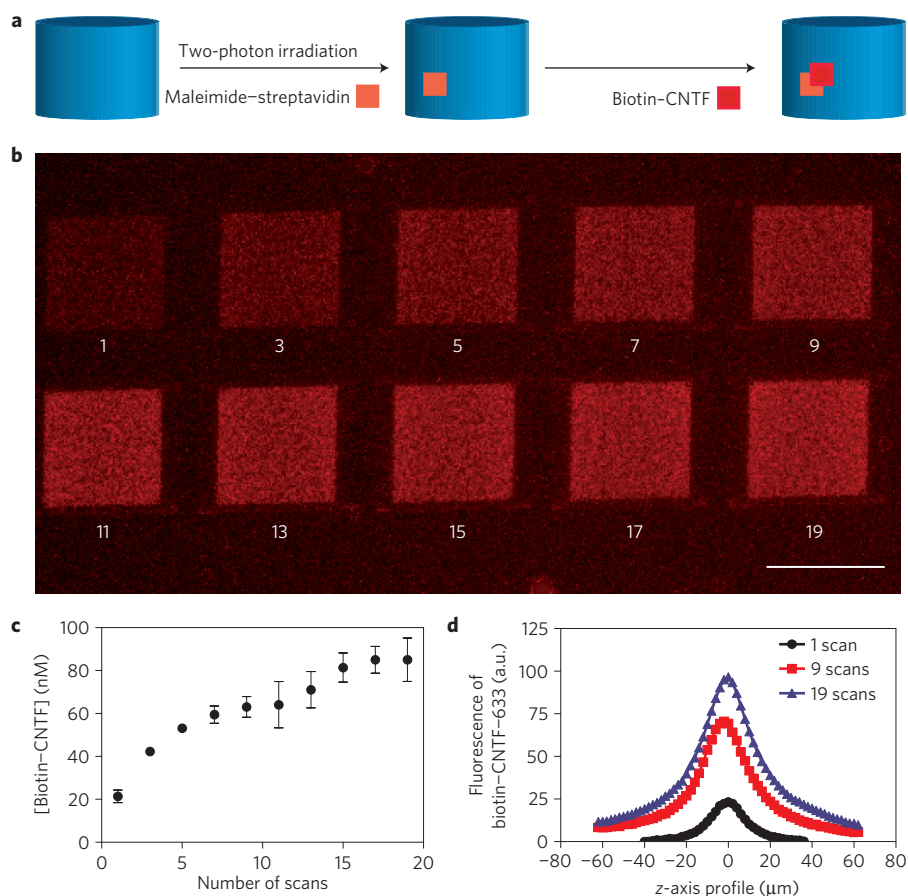 a
Two-photon irradiation
Maleimide–streptavidin
Biotin–CNTF
b
1 3 5 7 9
11 13 15 17 19
c
100
80
60
40
20
0
[Biotin–CNTF] (nM)
0 5 10 15 20
Number of scans
d
125
100
75
50
25
0
Fluorescence of
biotin–CNTF–633 (a.u.)
1 scan
9 scans
19 scans
−80 −60 −40 −20 0 20 40 60 80
z-axis profile (μm)